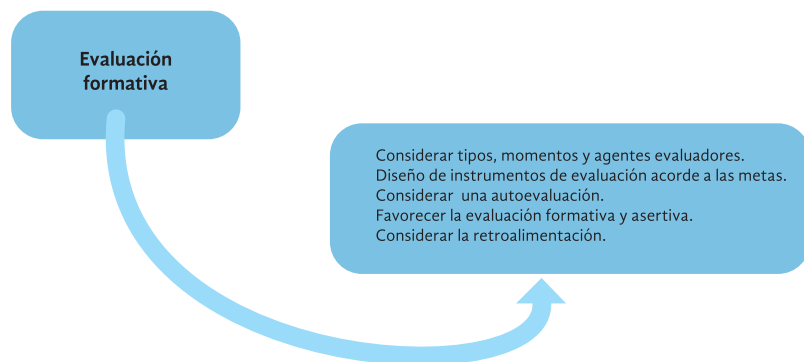 Evaluación
formativa
Considerar tipos, momentos y agentes evaluadores.
Diseño de instrumentos de evaluación acorde a las metas.
Considerar  una autoevaluación.
Favorecer la evaluación formativa y asertiva.
Considerar la retroalimentación.